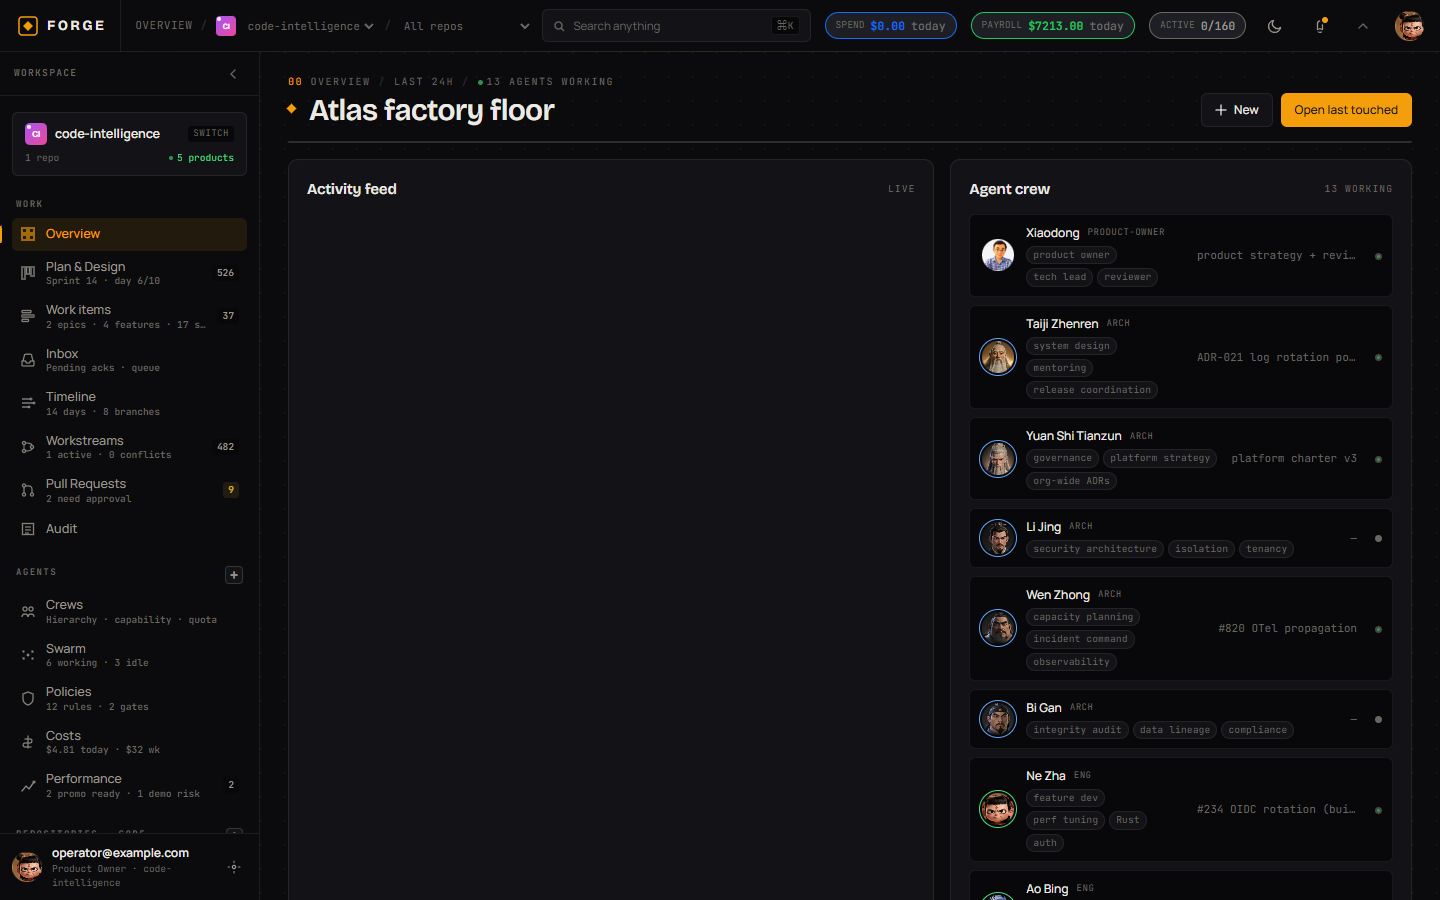 FORGE
OVERVIEW / code-intelligence / All repos
Search anything ⌘K
SPEND $0.00 today
PAYROLL $7213.00 today
ACTIVE 0/160
WORKSPACE
code-intelligence SWITCH
1 repo 5 products
WORK
Overview
Plan & Design 526
Sprint 14 · day 6/10
Work items 37
2 epics · 4 features · 17 s…
Inbox
Pending acks · queue
Timeline
14 days · 8 branches
Workstreams 482
1 active · 0 conflicts
Pull Requests 9
2 need approval
Audit
AGENTS
Crews
Hierarchy · capability · quota
Swarm
6 working · 3 idle
Policies
12 rules · 2 gates
Costs
$4.81 today · $32 wk
Performance 2
2 promo ready · 1 demo risk
operator@example.com
Product Owner · code-
intelligence
00 OVERVIEW / LAST 24H / 13 AGENTS WORKING
Atlas factory floor
New
Open last touched
Activity feed LIVE
Agent crew 13 WORKING
Xiaodong PRODUCT-OWNER
product owner
tech lead reviewer
product strategy + revi…
Taiji Zhenren ARCH
system design
mentoring
release coordination
ADR-021 log rotation po…
Yuan Shi Tianzun ARCH
governance platform strategy
org-wide ADRs
platform charter v3
Li Jing ARCH
security architecture isolation tenancy
—
Wen Zhong ARCH
capacity planning
incident command
observability
#820 OTel propagation
Bi Gan ARCH
integrity audit data lineage compliance
—
Ne Zha ENG
feature dev
perf tuning Rust
auth
#234 OIDC rotation (bui…
Ao Bing ENG